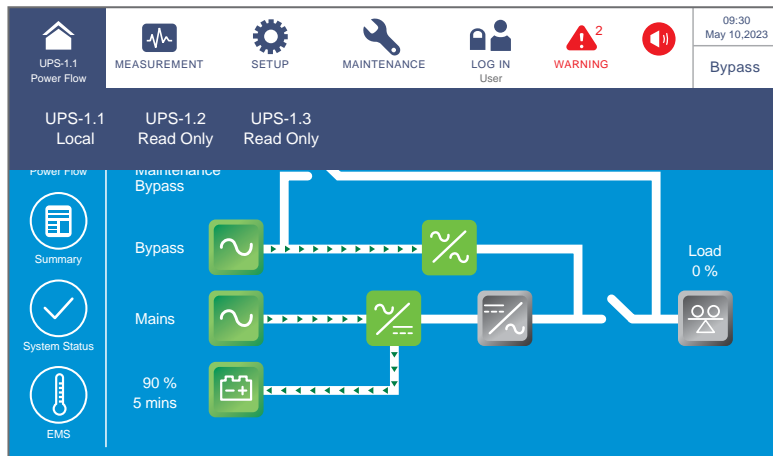 UPS-1.1
Power Flow
MEASUREMENT
SETUP
MAINTENANCE
LOG IN
User
2
WARNING
09:30
May 10,2023
Bypass
UPS-1.1
Local
UPS-1.2
Read Only
UPS-1.3
Read Only
Power Flow
Maintenance
Bypass
Summary
Bypass
Load
0 %
System Status
Mains
90 %
5 mins
EMS